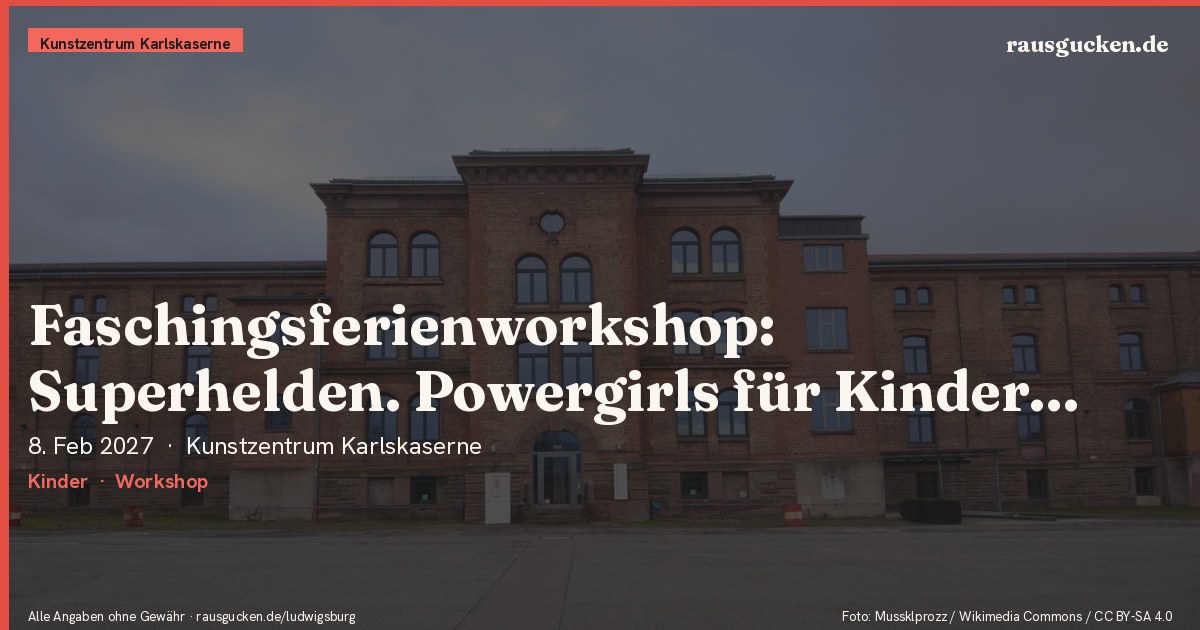 Kunstzentrum Karlskaserne
rausgucken.de
Faschingsferienworkshop:
Superhelden. Powergirls für Kinder...
8. Feb 2027 · Kunstzentrum Karlskaserne
Kinder · Workshop
Alle Angaben ohne Gewähr · rausgucken.de/ludwigsburg
Foto: Mussklprozz / Wikimedia Commons / CC BY-SA 4.0